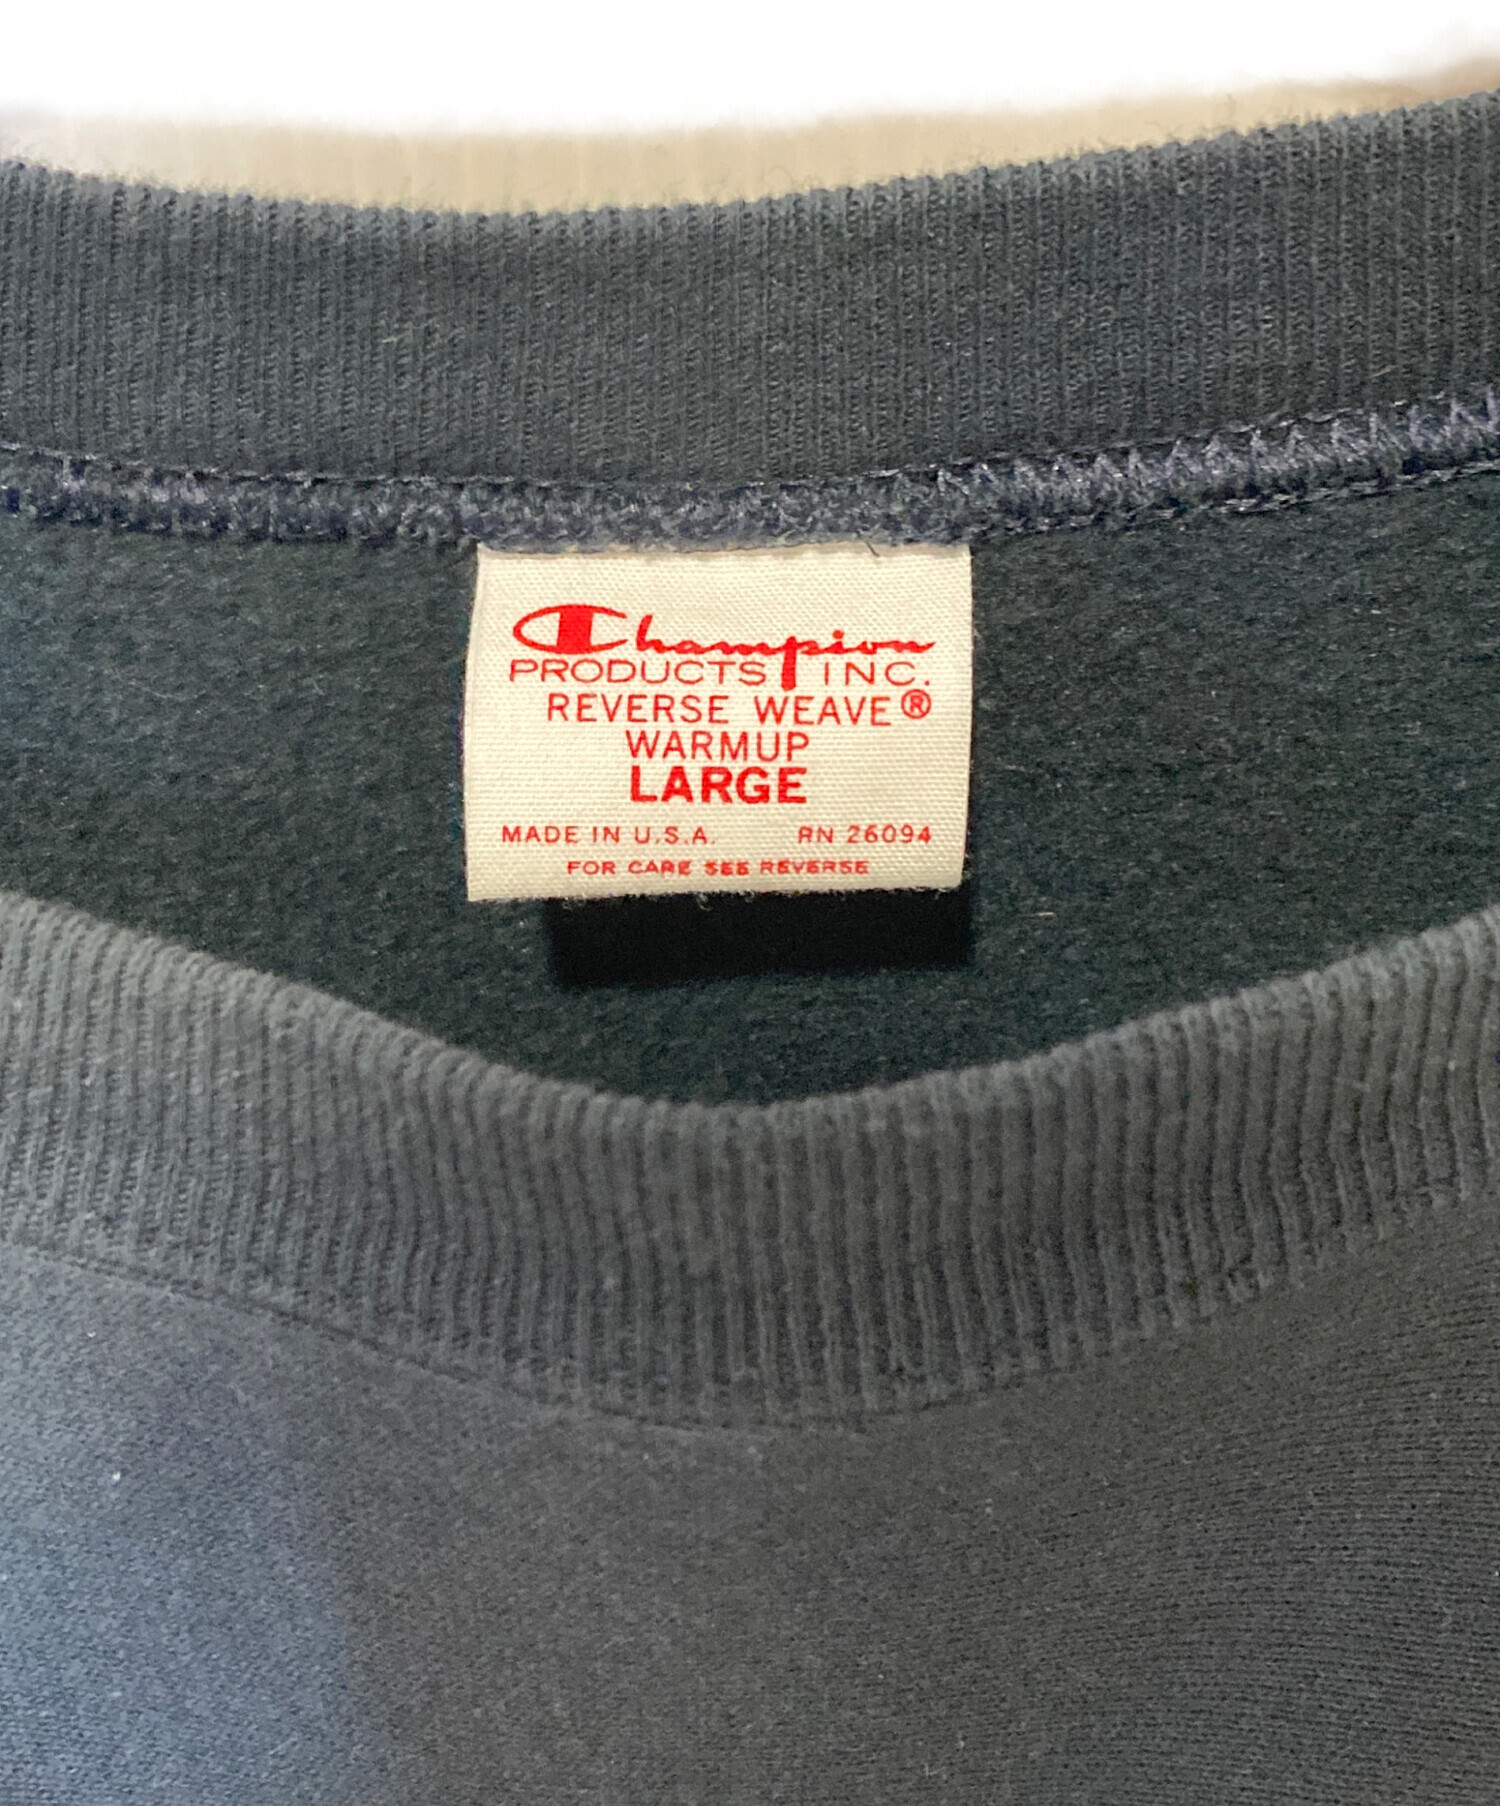 Champion
PRODUCTS INC.
REVERSE WEAVE®
WARMUP
LARGE
MADE IN U.S.A. RN 26094
FOR CARE SEE REVERSE